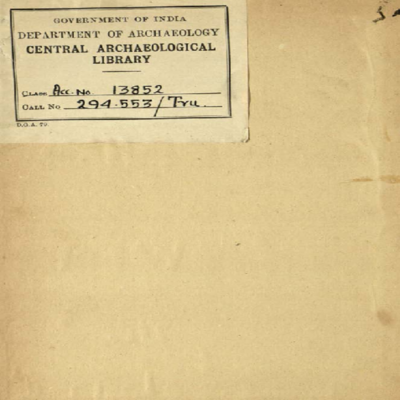 GOVERNMENT OF INDIA
DEPARTMENT OF ARCHAEOLOGY
CENTRAL ARCHAEOLOGICAL
LIBRARY
CLASS Acc. No 13852
CALL No 294.553/Tru.
D.G.A. 79.